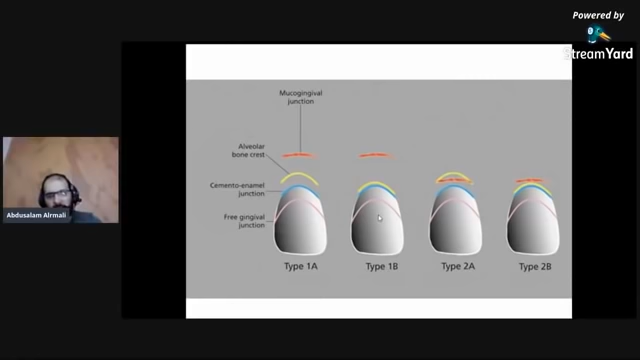 Powered by
StreamYard
Mucogingival
junction
Alveolar
bone crest
Cemento-enamel
junction
Free gingival
junction
Type 1A
Type 1B
Type 2A
Type 2B
Abdusalam Alrmali